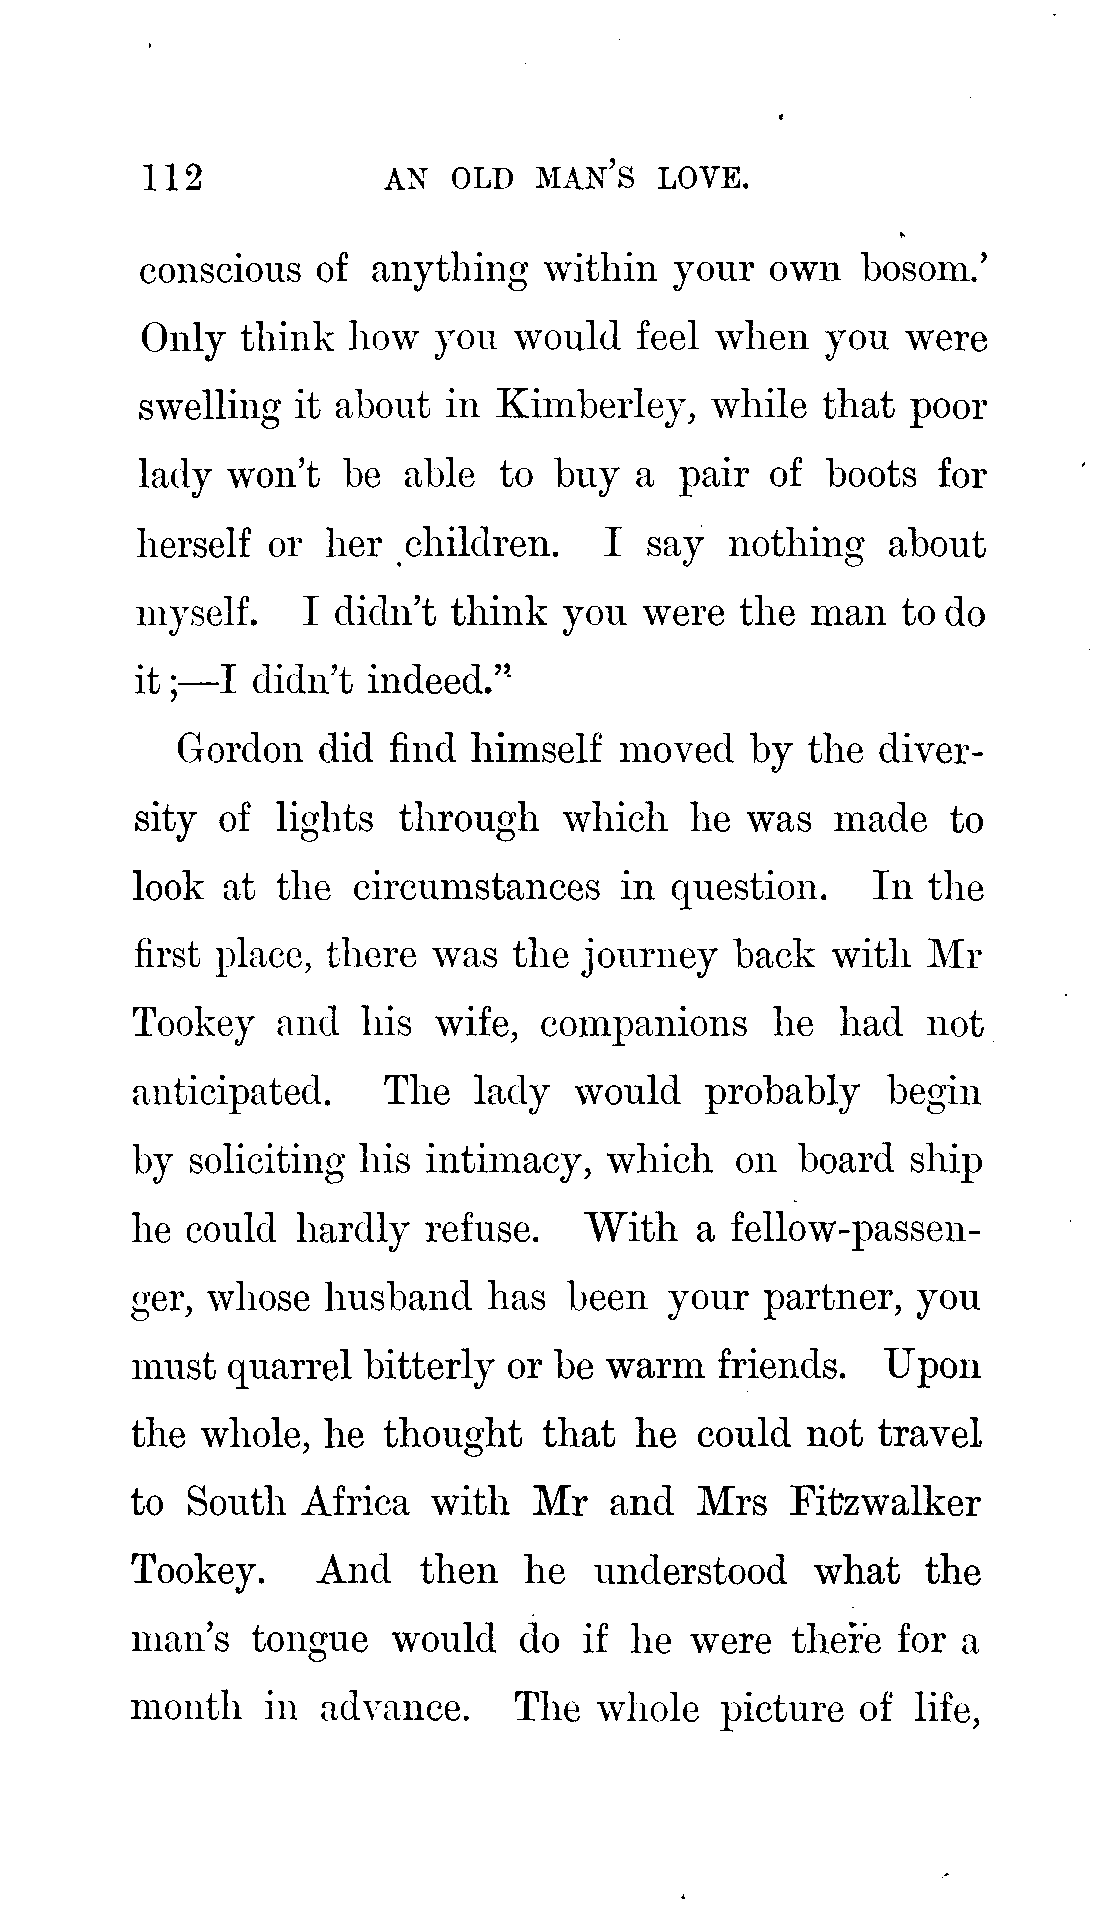 112 AN OLD MAN'S LOVE.
conscious of anything within your own bosom.'
Only think how you would feel when you were
swelling it about in Kimberley, while that poor
lady won't be able to buy a pair of boots for
herself or her children. I say nothing about
myself. I didn't think you were the man to do
it;—I didn't indeed."
Gordon did find himself moved by the diver-
sity of lights through which he was made to
look at the circumstances in question. In the
first place, there was the journey back with Mr
Tookey and his wife, companions he had not
anticipated. The lady would probably begin
by soliciting his intimacy, which on board ship
he could hardly refuse. With a fellow-passen-
ger, whose husband has been your partner, you
must quarrel bitterly or be warm friends. Upon
the whole, he thought that he could not travel
to South Africa with Mr and Mrs Fitzwalker
Tookey. And then he understood what the
man's tongue would do if he were there for a
month in advance. The whole picture of life,